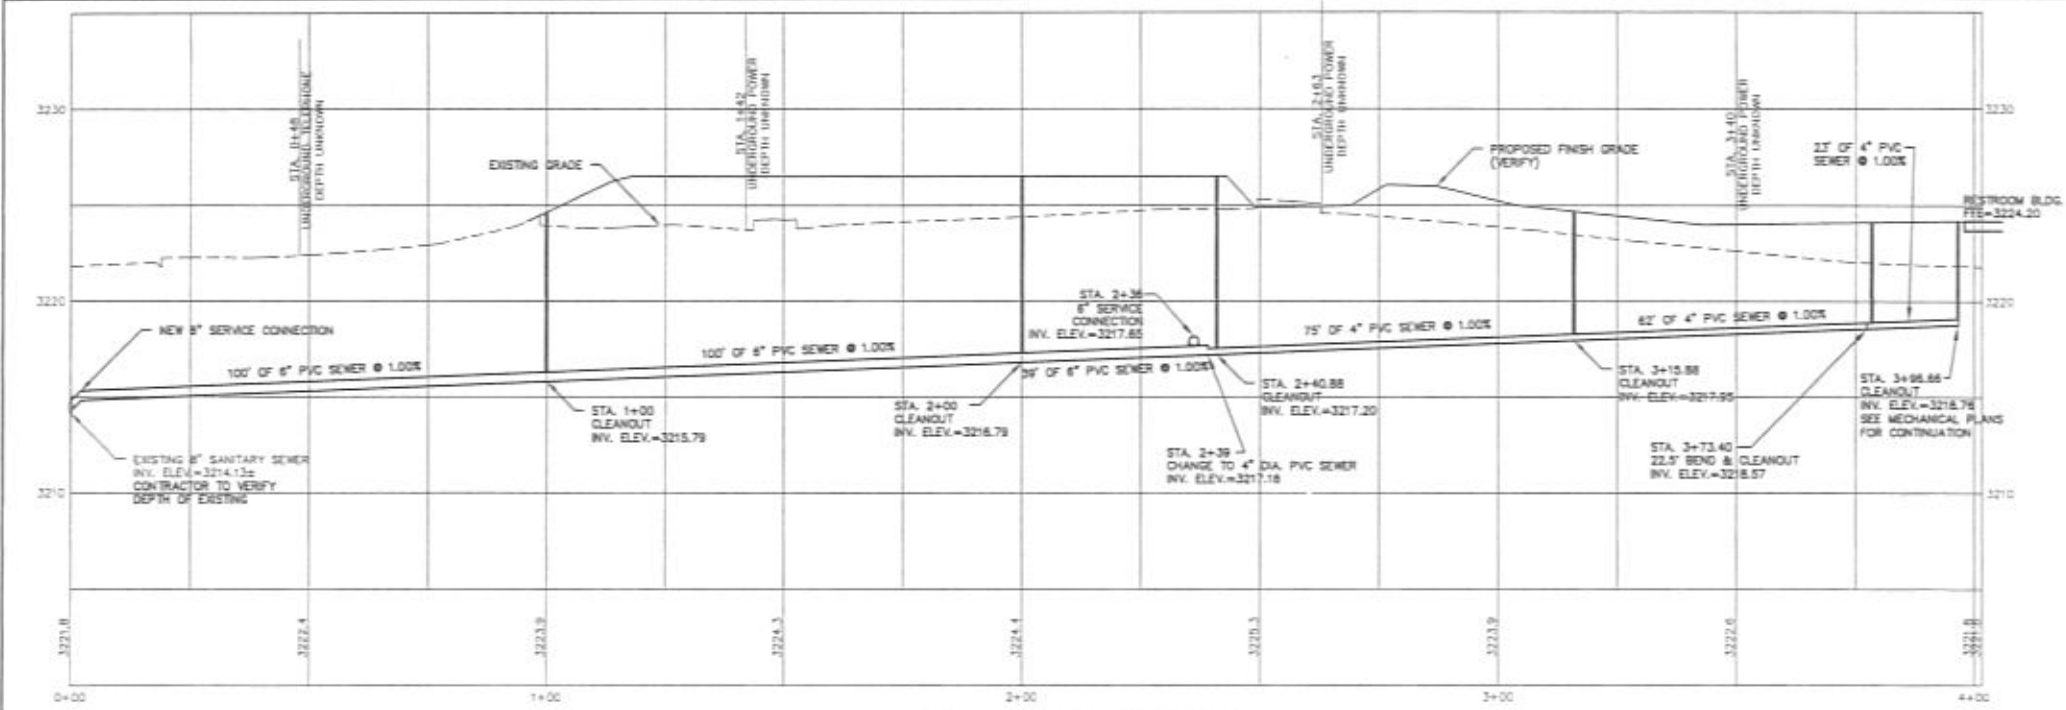 STA. 0+48
UNDERGROUND TELEPHONE
DEPTH UNKNOWN
STA. 1+42
UNDERGROUND POWER
DEPTH UNKNOWN
STA. 2+63
UNDERGROUND POWER
DEPTH UNKNOWN
STA. 3+40
UNDERGROUND POWER
DEPTH UNKNOWN
3230
3230
EXISTING GRADE
PROPOSED FINISH GRADE
(VERIFY)
23' OF 4" PVC
SEWER @ 1.00%
RESTROOM BLDG.
FFE=3224.20
3220
3220
NEW 8" SERVICE CONNECTION
100' OF 6" PVC SEWER @ 1.00%
100' OF 6" PVC SEWER @ 1.00%
STA. 2+36
6" SERVICE
CONNECTION
INV. ELEV.=3217.65
39' OF 6" PVC SEWER @ 1.00%
75' OF 4" PVC SEWER @ 1.00%
62' OF 4" PVC SEWER @ 1.00%
EXISTING 8" SANITARY SEWER
INV. ELEV.=3214.13±
CONTRACTOR TO VERIFY
DEPTH OF EXISTING
STA. 1+00
CLEANOUT
INV. ELEV.=3215.79
STA. 2+00
CLEANOUT
INV. ELEV.=3216.79
STA. 2+39
CHANGE TO 4" DIA. PVC SEWER
INV. ELEV.=3217.18
STA. 2+40.88
CLEANOUT
INV. ELEV.=3217.20
STA. 3+15.88
CLEANOUT
INV. ELEV.=3217.95
STA. 3+73.40
22.5° BEND & CLEANOUT
INV. ELEV.=3218.57
STA. 3+96.66
CLEANOUT
INV. ELEV.=3218.76
SEE MECHANICAL PLANS
FOR CONTINUATION
3210
3210
3221.8
3222.4
3223.9
3224.3
3224.4
3225.3
3223.9
3222.6
3221.8
0+00
1+00
2+00
3+00
4+00